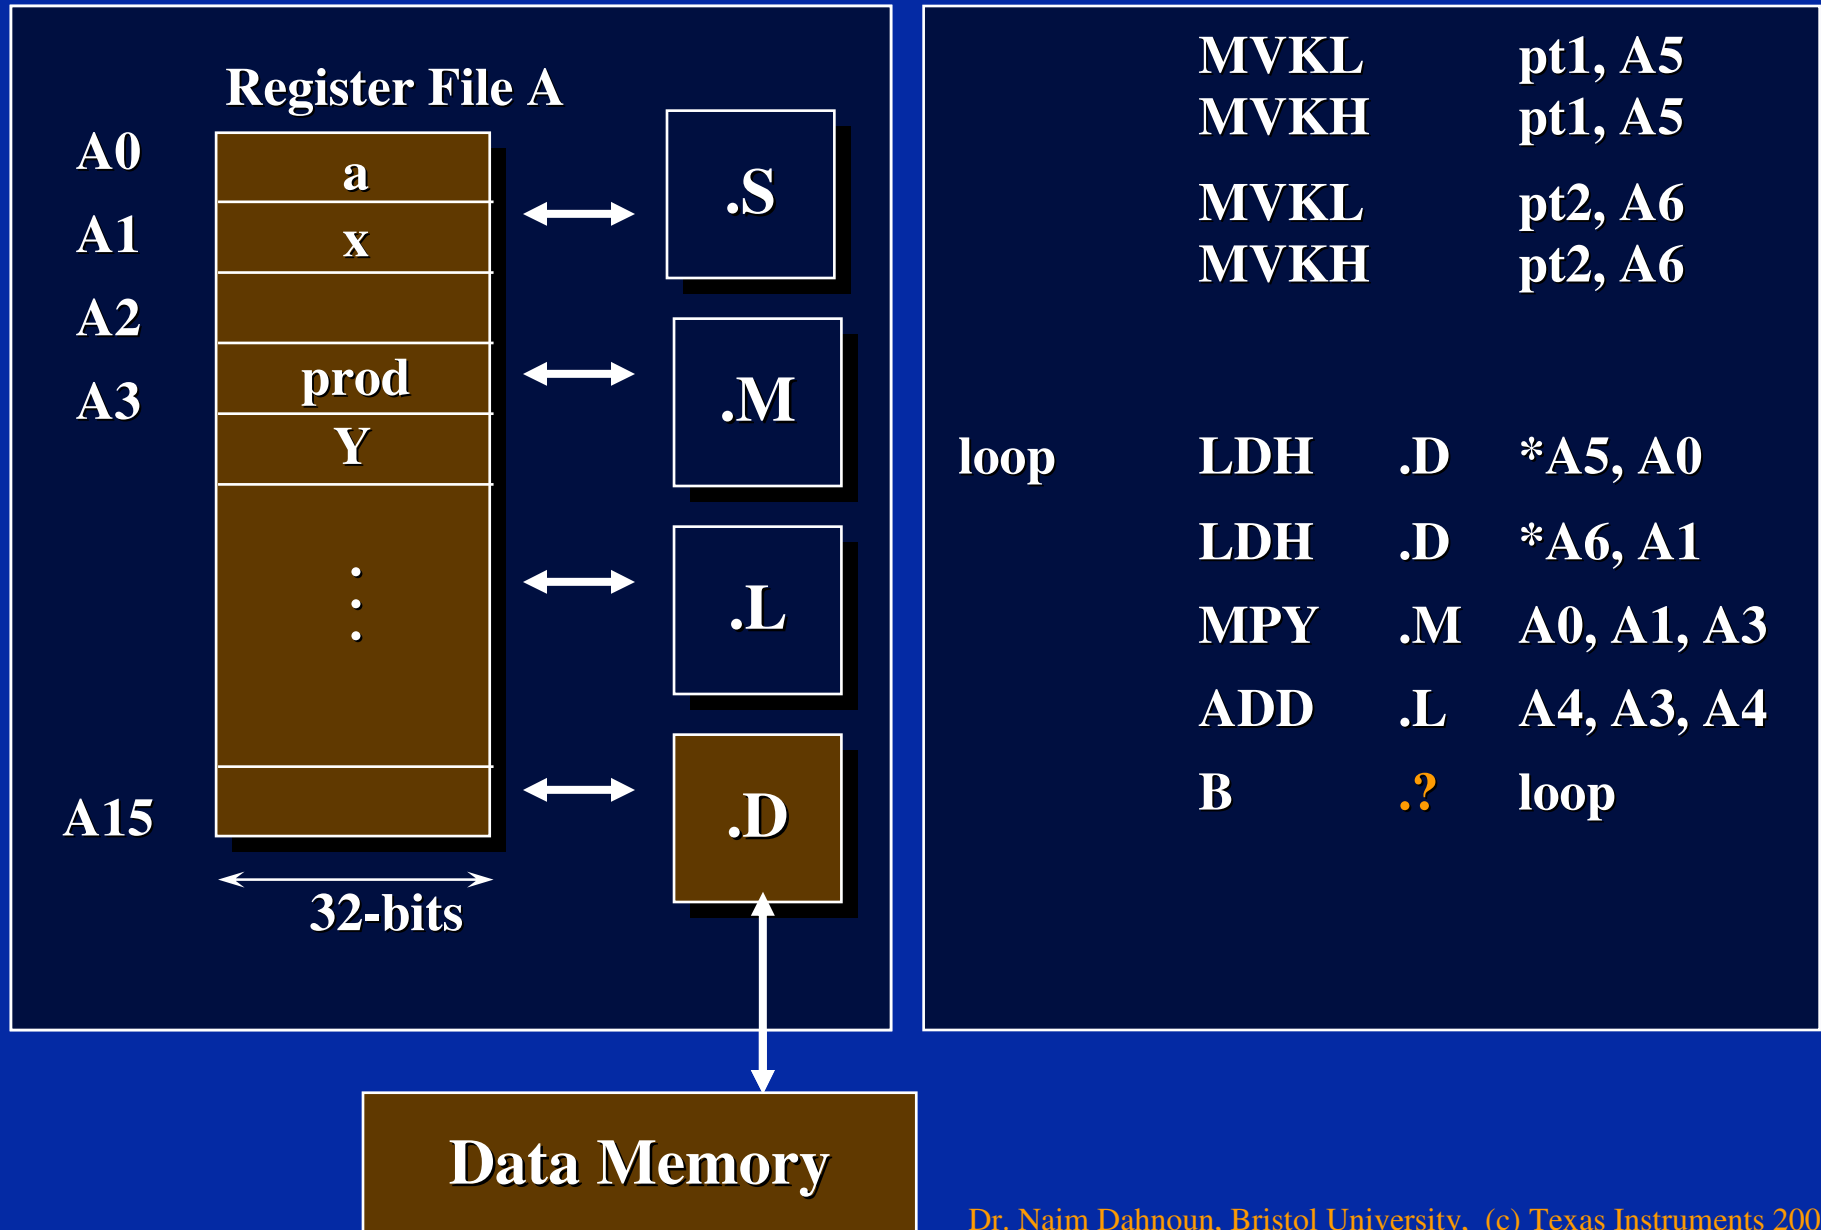 Register File A
A0
a
A1
x
A2
A3
prod
Y
.
.
.
A15
32-bits
.S
.M
.L
.D
Data Memory
MVKL pt1, A5
MVKH pt1, A5
MVKL pt2, A6
MVKH pt2, A6
loop LDH .D *A5, A0
LDH .D *A6, A1
MPY .M A0, A1, A3
ADD .L A4, A3, A4
B .? loop
Dr. Naim Dahnoun, Bristol University, (c) Texas Instruments 200